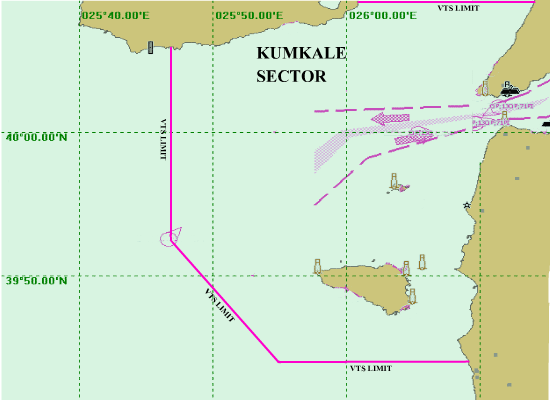 025°40.00'E
025°50.00'E
026°00.00'E
VTS LIMIT
KUMKALE
SECTOR
VTS LIMIT
40°00.00'N
39°50.00'N
VTS LIMIT
VTS LIMIT